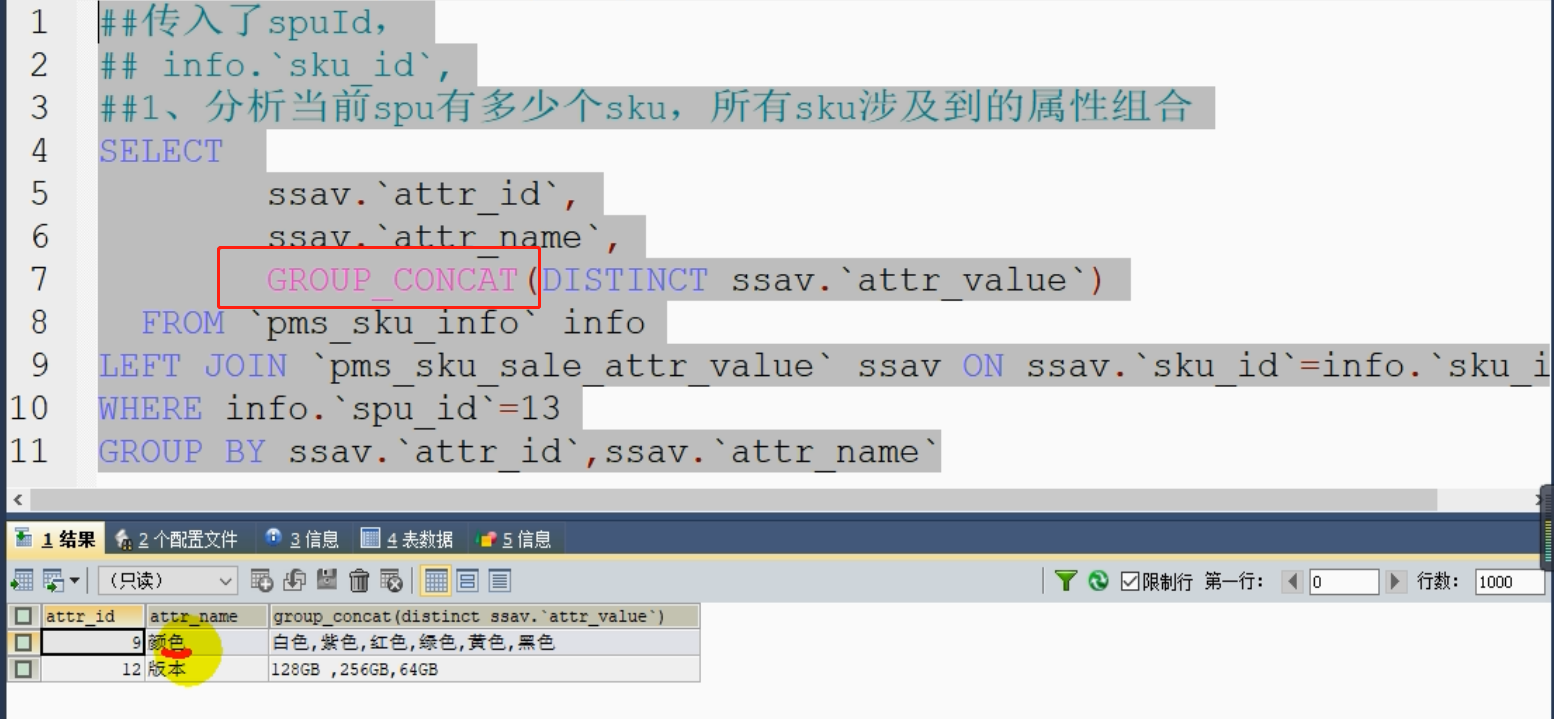 1 ##传入了spuId,
2 ## info.`sku_id`,
3 ##1、分析当前spu有多少个sku，所有sku涉及到的属性组合
4 SELECT
5 ssav.`attr_id`,
6 ssav.`attr_name`,
7 GROUP_CONCAT(DISTINCT ssav.`attr_value`)
8 FROM `pms_sku_info` info
9 LEFT JOIN `pms_sku_sale_attr_value` ssav ON ssav.`sku_id`=info.`sku_i
10 WHERE info.`spu_id`=13
11 GROUP BY ssav.`attr_id`,ssav.`attr_name`
1 结果 2 个配置文件 3 信息 4 表数据 5 信息
（只读） 限制行 第一行： 0 行数： 1000
attr_id attr_name group_concat(distinct ssav.`attr_value`)
9 颜色 白色,紫色,红色,绿色,黄色,黑色
12 版本 128GB ,256GB,64GB